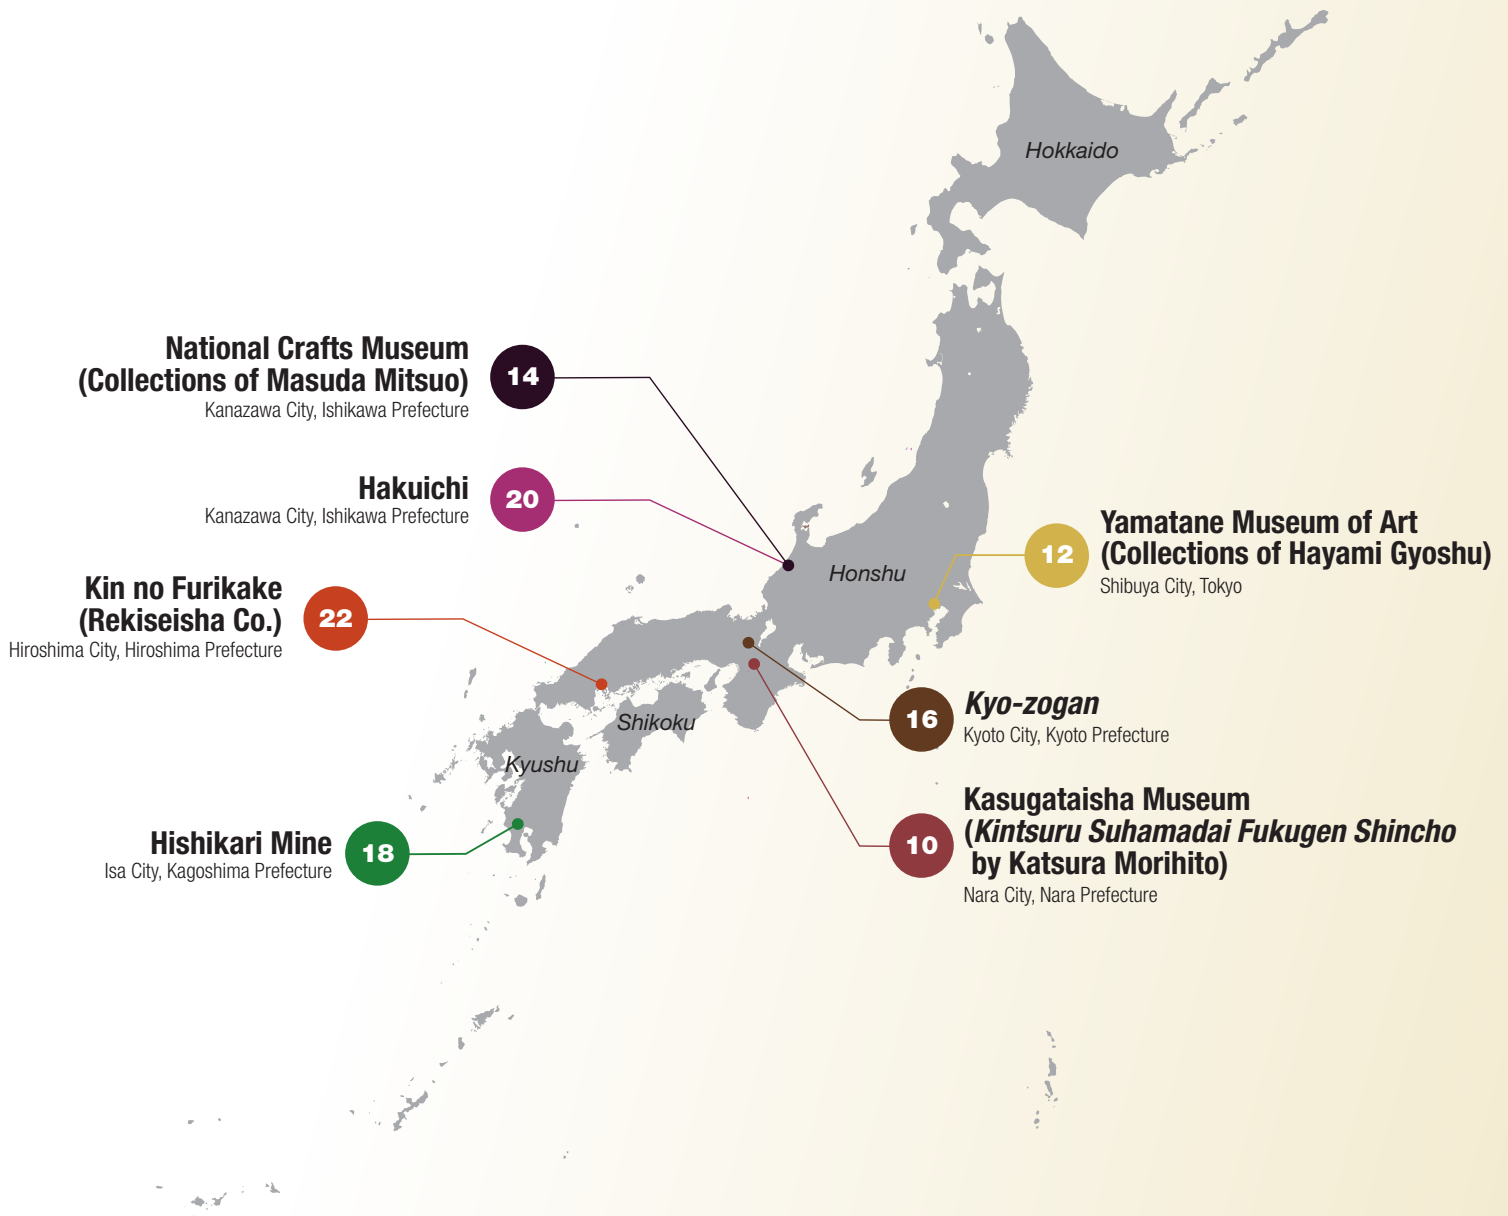 Hokkaido
National Crafts Museum
(Collections of Masuda Mitsuo)
Kanazawa City, Ishikawa Prefecture
14
Hakuichi
Kanazawa City, Ishikawa Prefecture
20
Kin no Furikake
(Rekiseisha Co.)
Hiroshima City, Hiroshima Prefecture
22
Honshu
12
Yamatane Museum of Art
(Collections of Hayami Gyoshu)
Shibuya City, Tokyo
Shikoku
Kyushu
16
Kyo-zogan
Kyoto City, Kyoto Prefecture
10
Kasugataisha Museum
(Kintsuru Suhamadai Fukugen Shincho
by Katsura Morihito)
Nara City, Nara Prefecture
Hishikari Mine
Isa City, Kagoshima Prefecture
18